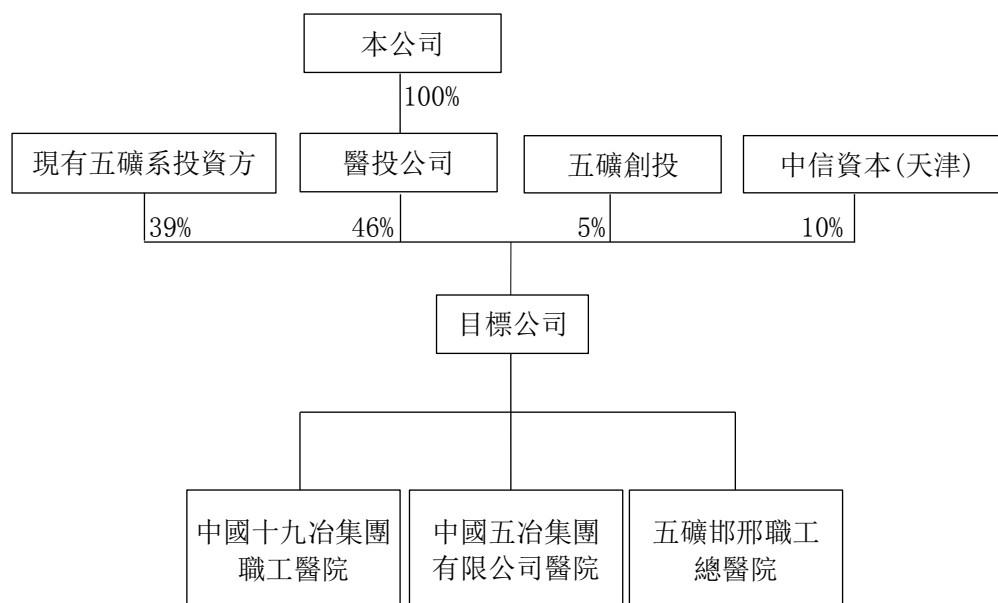 本公司
100%
現有五礦系投資方
醫投公司
五礦創投
中信資本(天津)
39%
46%
5%
10%
目標公司
中國十九冶集團
職工醫院
中國五冶集團
有限公司醫院
五礦邯邢職工
總醫院